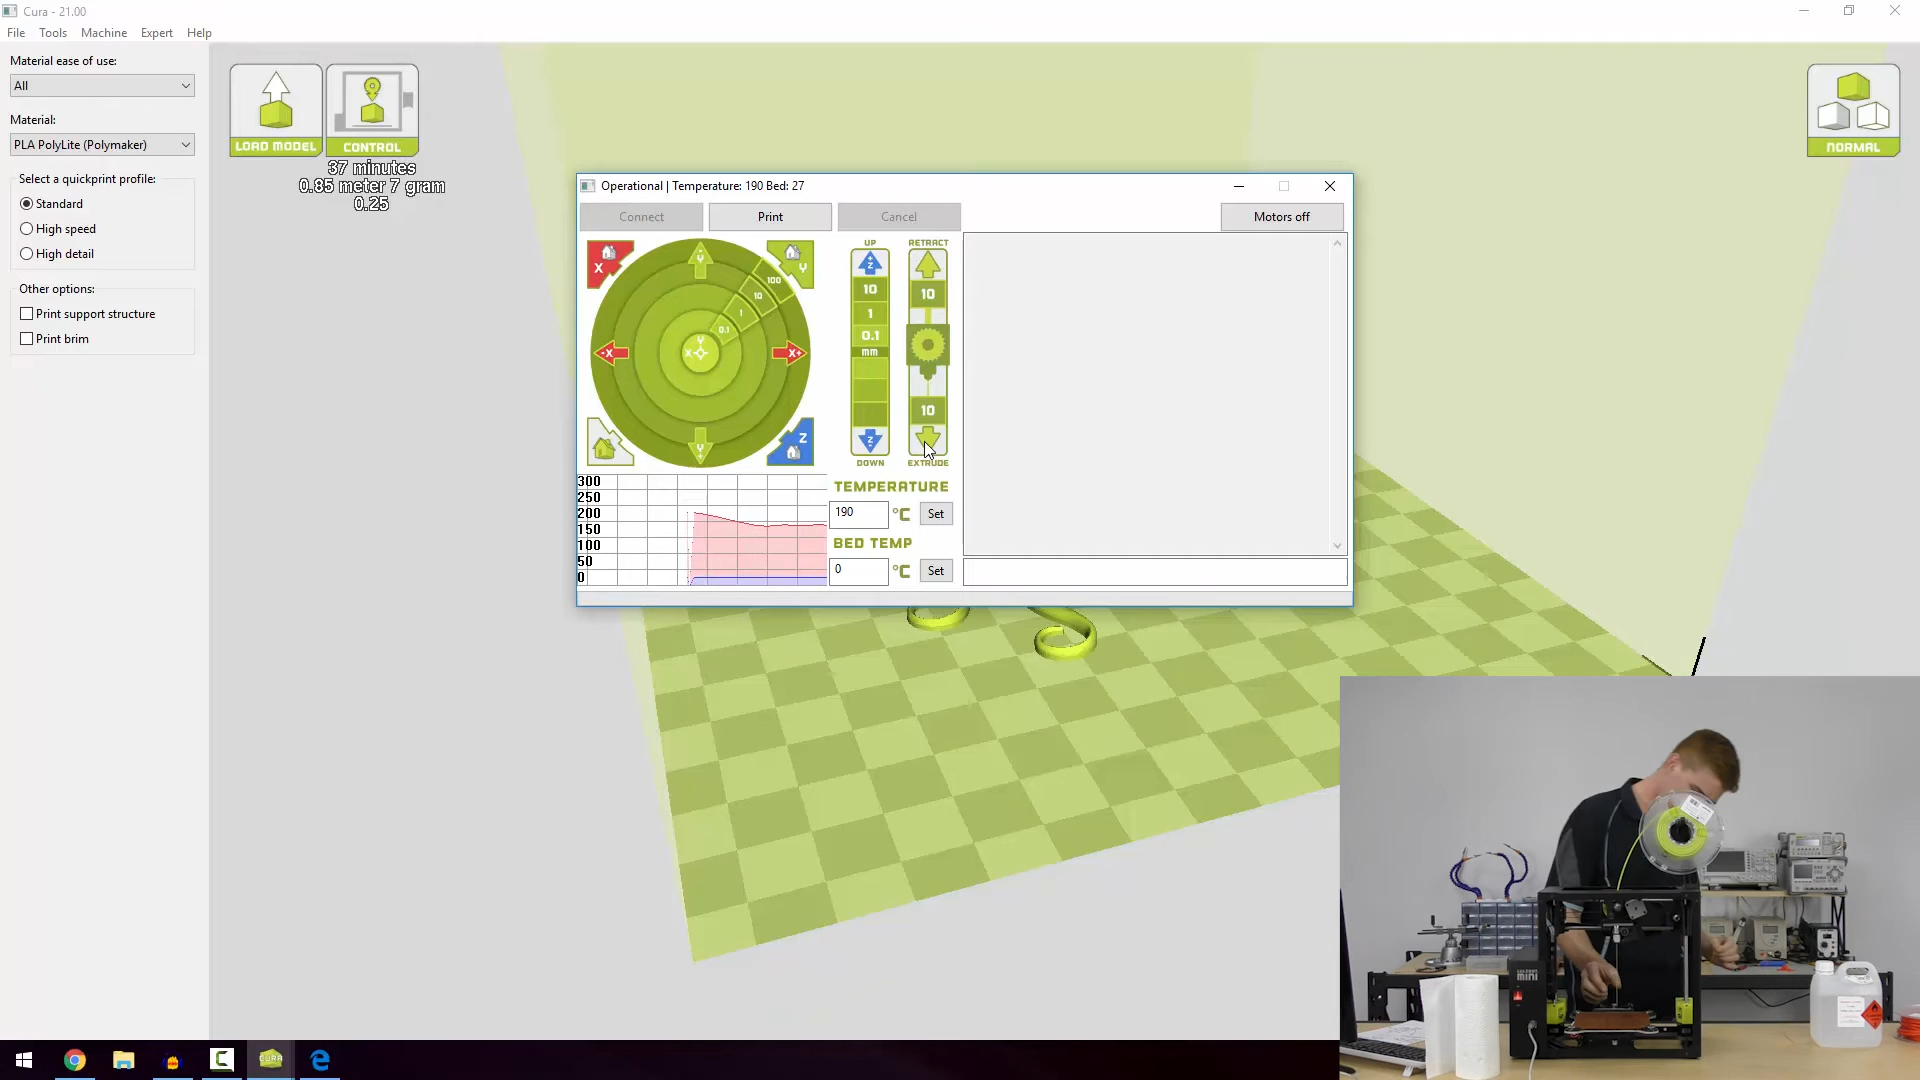 Cura - 21.00
File Tools Machine Expert Help
Material ease of use:
All
Material:
PLA PolyLite (Polymaker)
Select a quickprint profile:
Standard
High speed
High detail
Other options:
Print support structure
Print brim
LOAD MODEL
CONTROL
37 minutes
0.85 meter 7 gram
0.25
NORMAL
Operational | Temperature: 190 Bed: 27
Connect
Print
Cancel
Motors off
X
Y
Y
100
10
1
0.1
Y
X
-X
X+
Y
Z
UP
+Z
10
1
0.1
mm
Z
DOWN
RETRACT
10
10
EXTRUDE
300
250
200
150
100
50
0
TEMPERATURE
190 °C Set
BED TEMP
0 °C Set
mini
CURA